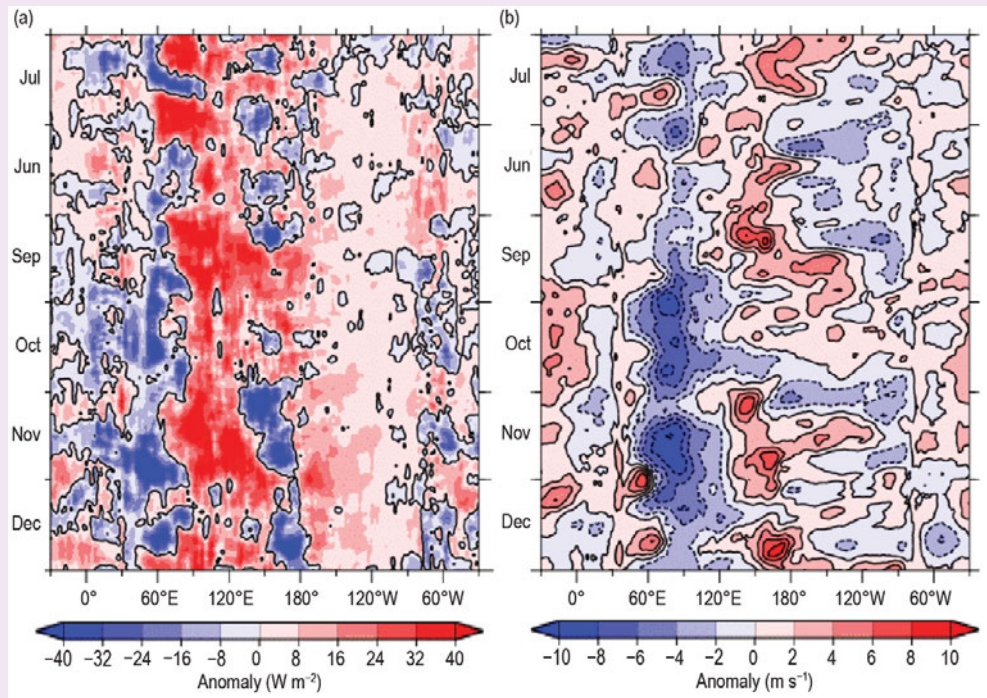 (a)
Jul
Jun
Sep
Oct
Nov
Dec
0° 60°E 120°E 180° 120°W 60°W
−40 −32 −24 −16 −8 0 8 16 24 32 40
Anomaly (W m⁻²)
(b)
Jul
Jun
Sep
Oct
Nov
Dec
0° 60°E 120°E 180° 120°W 60°W
−10 −8 −6 −4 −2 0 2 4 6 8 10
Anomaly (m s⁻¹)